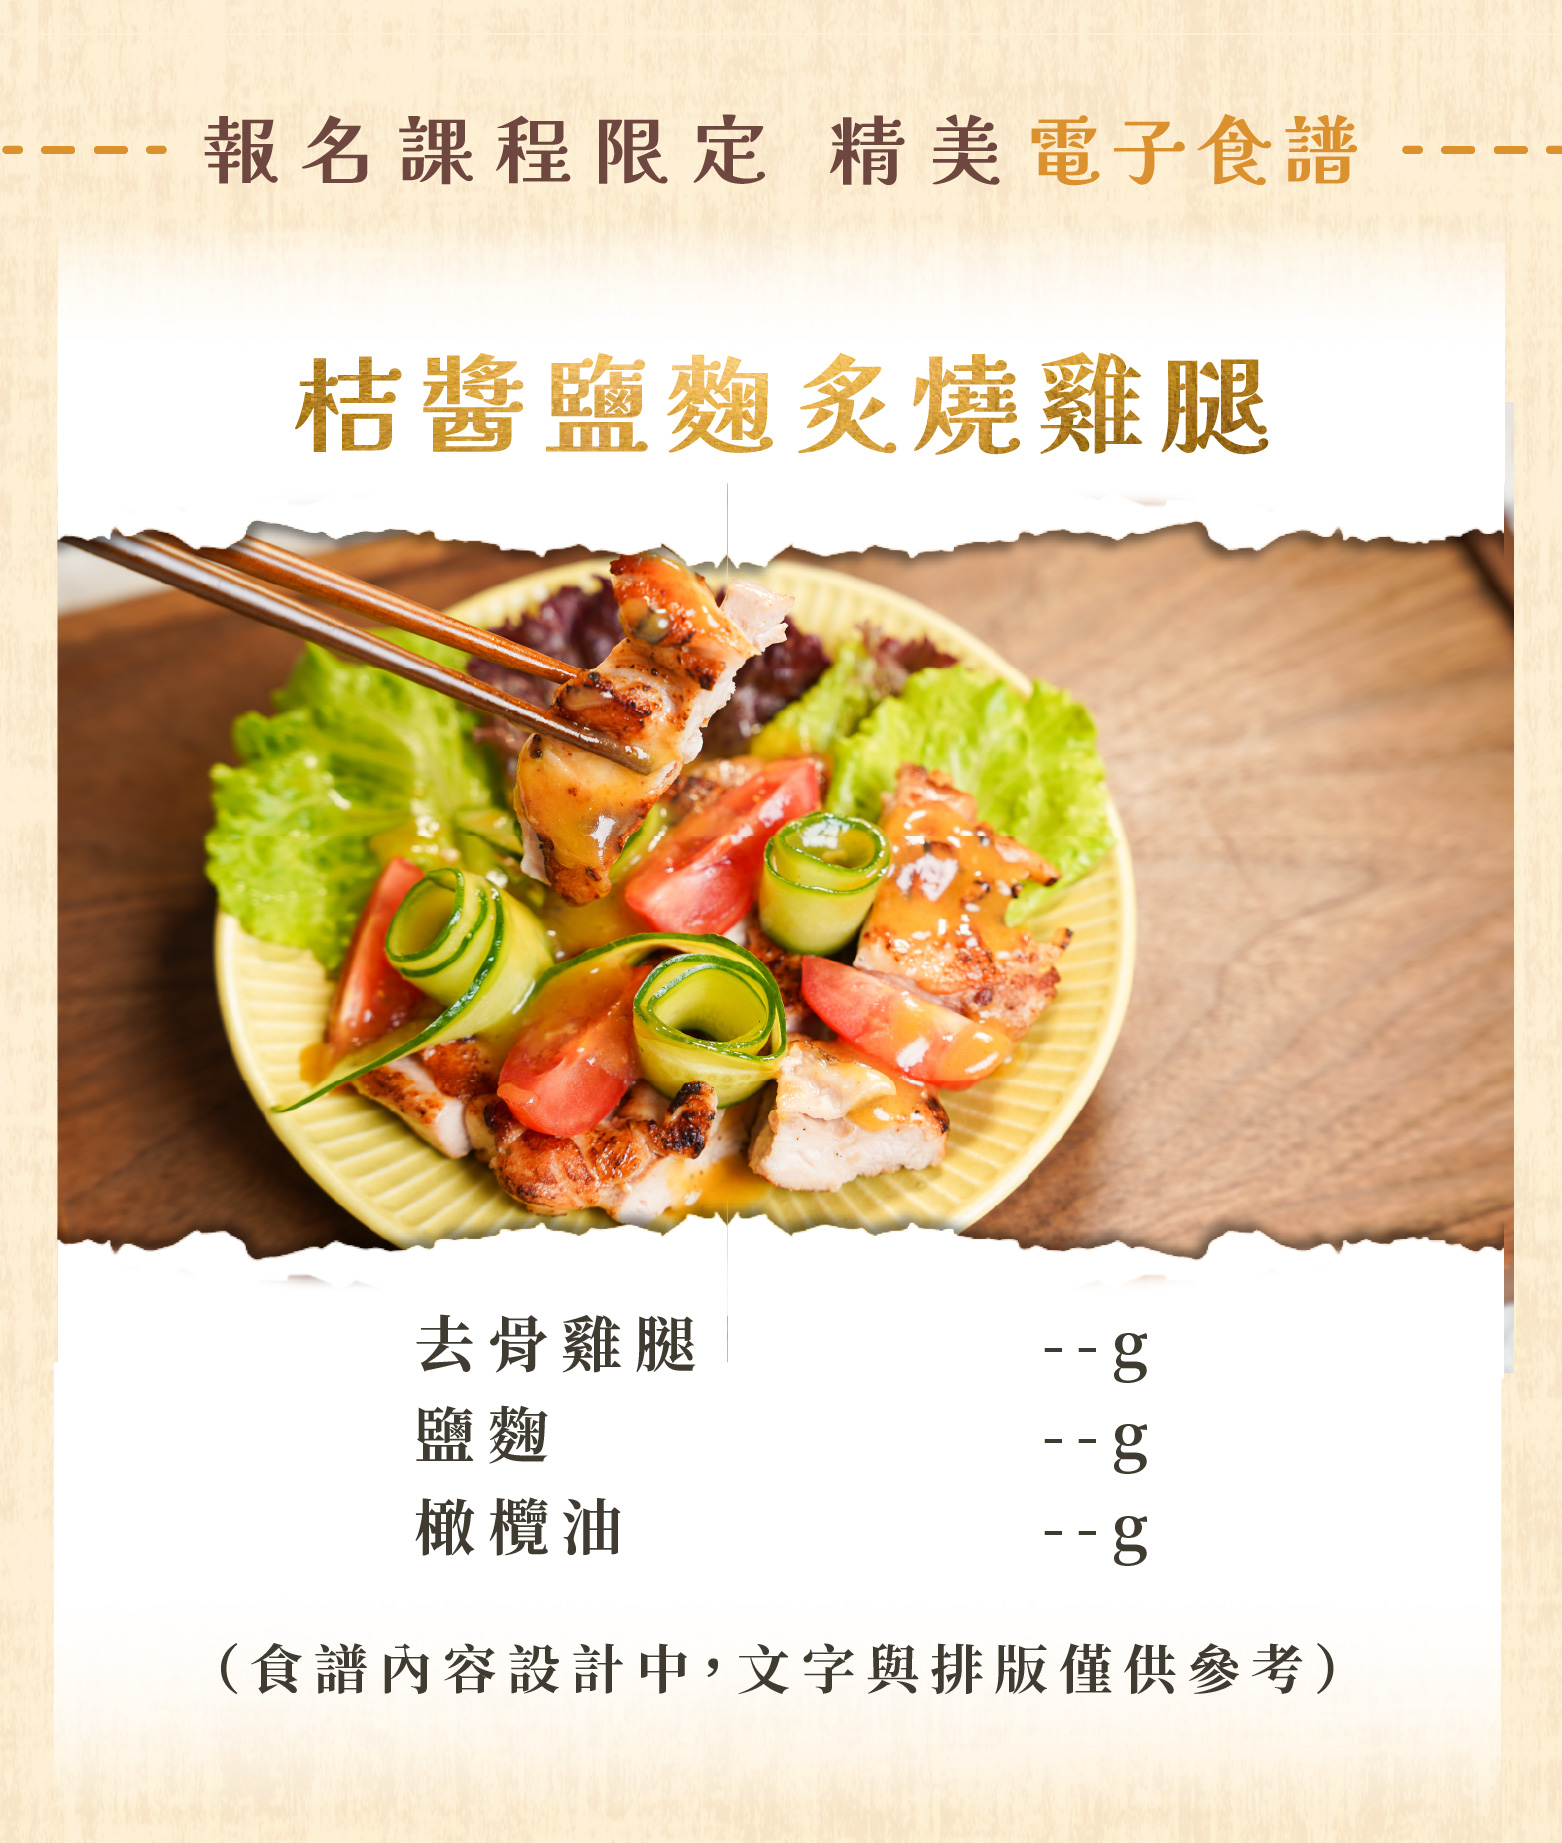 報名課程限定 精美電子食譜
桔醬鹽麴炙燒雞腿
去骨雞腿 --g
鹽麴 --g
橄欖油 --g
（食譜內容設計中，文字與排版僅供參考）